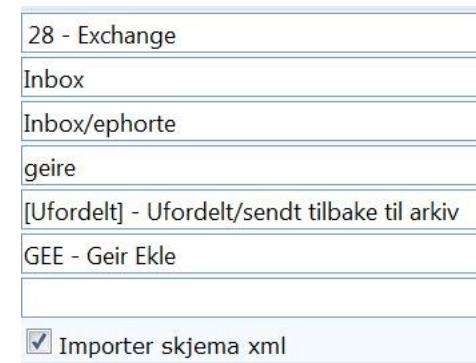 28 - Exchange
Inbox
Inbox/ephorte
geire
[Ufordelt] - Ufordelt/sendt tilbake til arkiv
GEE - Geir Ekle
Importer skjema xml